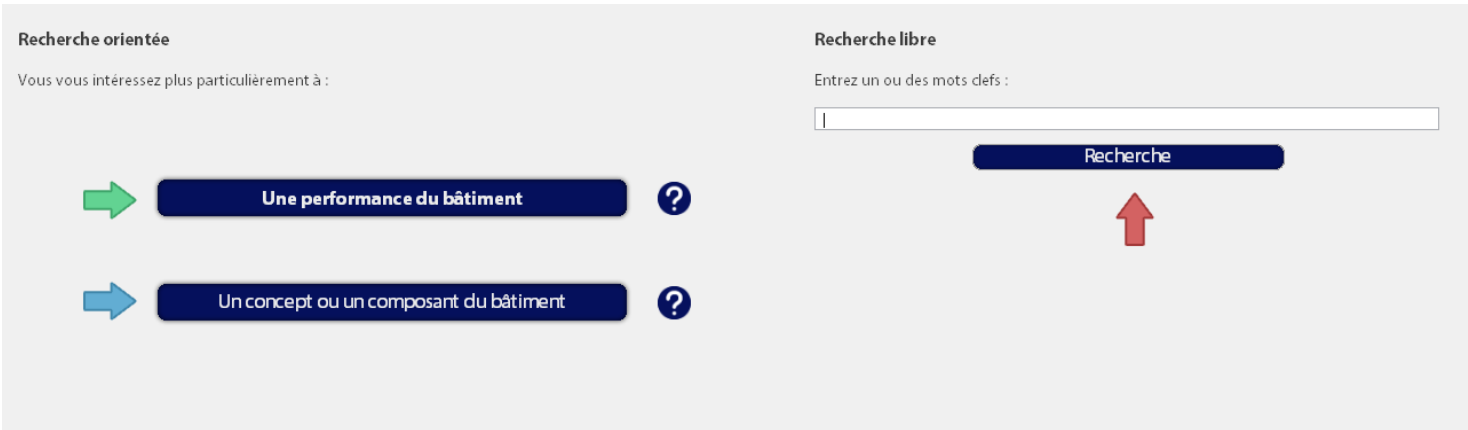 Recherche orientée
Vous vous intéressez plus particulièrement à :
Une performance du bâtiment
?
Un concept ou un composant du bâtiment
?
Recherche libre
Entrez un ou des mots clefs :
Recherche